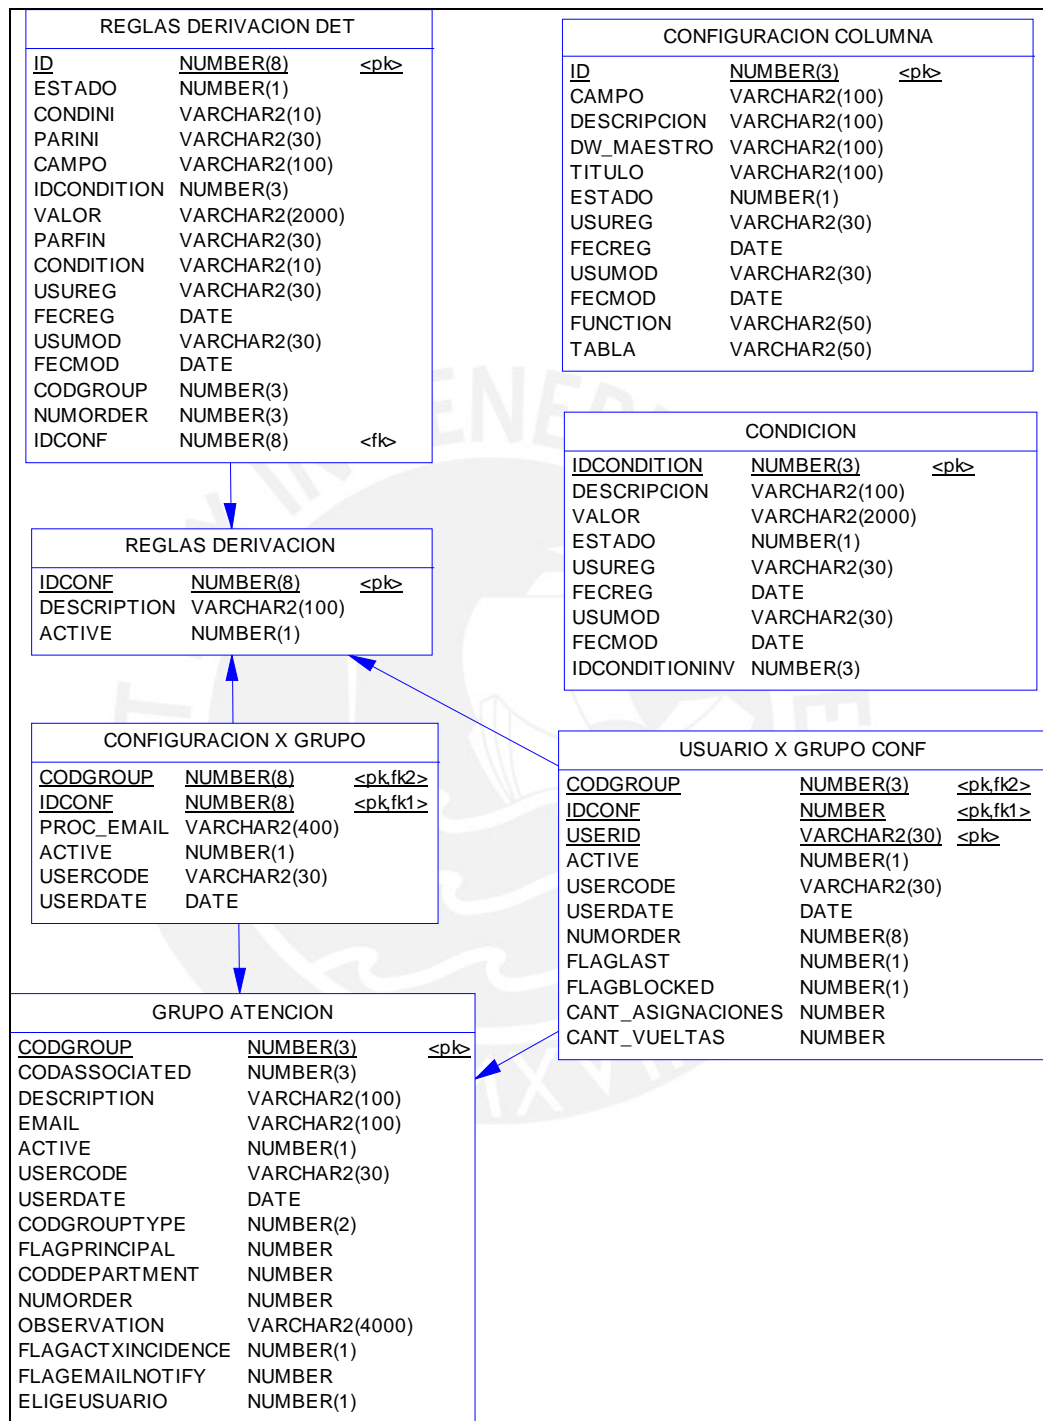 REGLAS DERIVACION DET
ID NUMBER(8) <pk>
ESTADO NUMBER(1)
CONDINI VARCHAR2(10)
PARINI VARCHAR2(30)
CAMPO VARCHAR2(100)
IDCONDITION NUMBER(3)
VALOR VARCHAR2(2000)
PARFIN VARCHAR2(30)
CONDITION VARCHAR2(10)
USUREG VARCHAR2(30)
FECREG DATE
USUMOD VARCHAR2(30)
FECMOD DATE
CODGROUP NUMBER(3)
NUMORDER NUMBER(3)
IDCONF NUMBER(8) <fk>
CONFIGURACION COLUMNA
ID NUMBER(3) <pk>
CAMPO VARCHAR2(100)
DESCRIPCION VARCHAR2(100)
DW_MAESTRO VARCHAR2(100)
TITULO VARCHAR2(100)
ESTADO NUMBER(1)
USUREG VARCHAR2(30)
FECREG DATE
USUMOD VARCHAR2(30)
FECMOD DATE
FUNCTION VARCHAR2(50)
TABLA VARCHAR2(50)
CONDICION
IDCONDITION NUMBER(3) <pk>
DESCRIPCION VARCHAR2(100)
VALOR VARCHAR2(2000)
ESTADO NUMBER(1)
USUREG VARCHAR2(30)
FECREG DATE
USUMOD VARCHAR2(30)
FECMOD DATE
IDCONDITIONINV NUMBER(3)
REGLAS DERIVACION
IDCONF NUMBER(8) <pk>
DESCRIPTION VARCHAR2(100)
ACTIVE NUMBER(1)
CONFIGURACION X GRUPO
CODGROUP NUMBER(8) <pk,fk2>
IDCONF NUMBER(8) <pk,fk1>
PROC_EMAIL VARCHAR2(400)
ACTIVE NUMBER(1)
USERCODE VARCHAR2(30)
USERDATE DATE
USUARIO X GRUPO CONF
CODGROUP NUMBER(3) <pk,fk2>
IDCONF NUMBER <pk,fk1>
USERID VARCHAR2(30) <pk>
ACTIVE NUMBER(1)
USERCODE VARCHAR2(30)
USERDATE DATE
NUMORDER NUMBER(8)
FLAGLAST NUMBER(1)
FLAGBLOCKED NUMBER(1)
CANT_ASIGNACIONES NUMBER
CANT_VUELTAS NUMBER
GRUPO ATENCION
CODGROUP NUMBER(3) <pk>
CODASSOCIATED NUMBER(3)
DESCRIPTION VARCHAR2(100)
EMAIL VARCHAR2(100)
ACTIVE NUMBER(1)
USERCODE VARCHAR2(30)
USERDATE DATE
CODGROUPTYPE NUMBER(2)
FLAGPRINCIPAL NUMBER
CODDEPARTMENT NUMBER
NUMORDER NUMBER
OBSERVATION VARCHAR2(4000)
FLAGACTXINCIDENCE NUMBER(1)
FLAGEMAILNOTIFY NUMBER
ELIGEUSUARIO NUMBER(1)